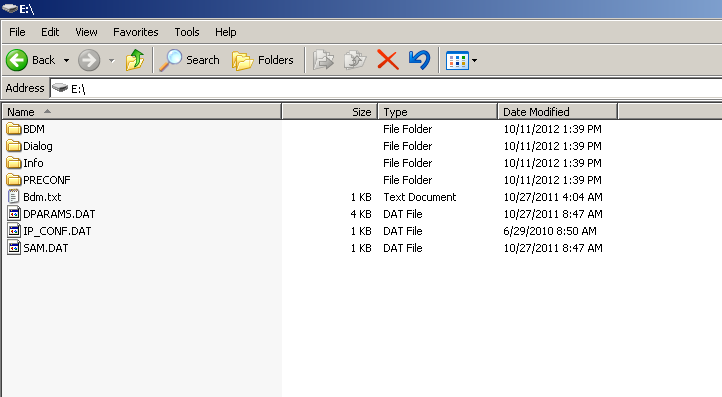 E:\
File Edit View Favorites Tools Help
Back Search Folders
Address E:\
Name Size Type Date Modified
BDM File Folder 10/11/2012 1:39 PM
Dialog File Folder 10/11/2012 1:39 PM
Info File Folder 10/11/2012 1:39 PM
PRECONF File Folder 10/11/2012 1:39 PM
Bdm.txt 1 KB Text Document 10/27/2011 4:04 AM
DPARAMS.DAT 4 KB DAT File 10/27/2011 8:47 AM
IP_CONF.DAT 1 KB DAT File 6/29/2010 8:50 AM
SAM.DAT 1 KB DAT File 10/27/2011 8:47 AM